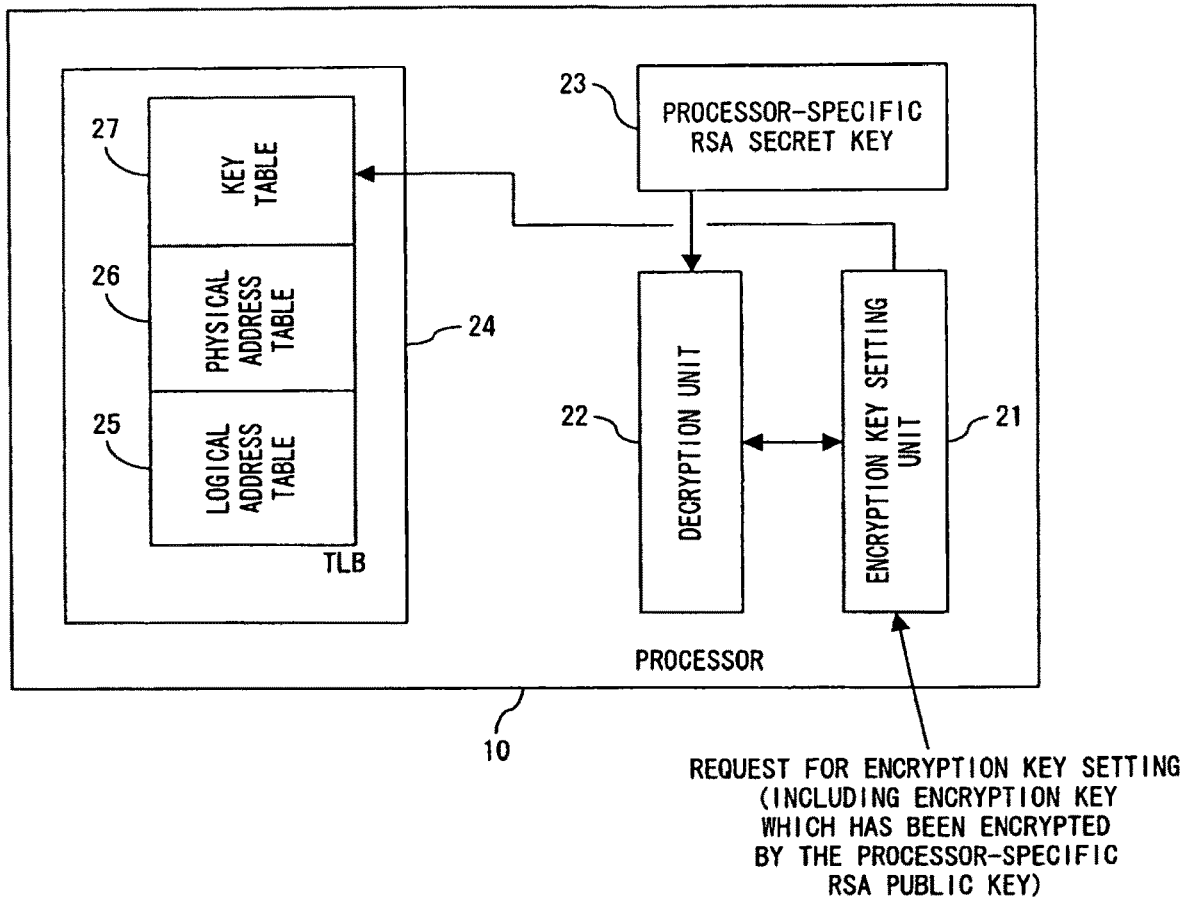 23
PROCESSOR-SPECIFIC
RSA SECRET KEY
27
KEY
TABLE
26
PHYSICAL
ADDRESS
TABLE
24
25
LOGICAL
ADDRESS
TABLE
TLB
22
DECRYPTION UNIT
ENCRYPTION KEY SETTING
UNIT
21
PROCESSOR
10
REQUEST FOR ENCRYPTION KEY SETTING
(INCLUDING ENCRYPTION KEY
WHICH HAS BEEN ENCRYPTED
BY THE PROCESSOR-SPECIFIC
RSA PUBLIC KEY)